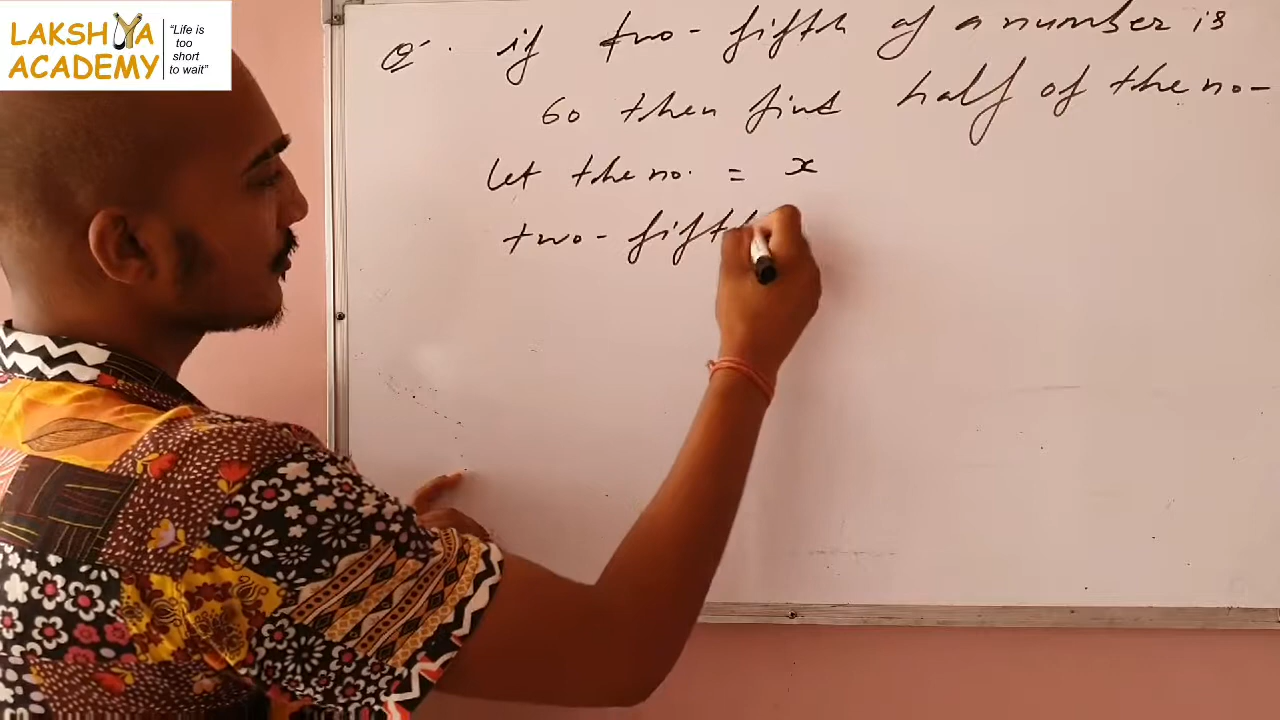 LAKSHYA
ACADEMY
"Life is
too
short
to wait"
Q. if two-fifth of a number is
60 then find half of the no-
let the no. = x
two-fifth